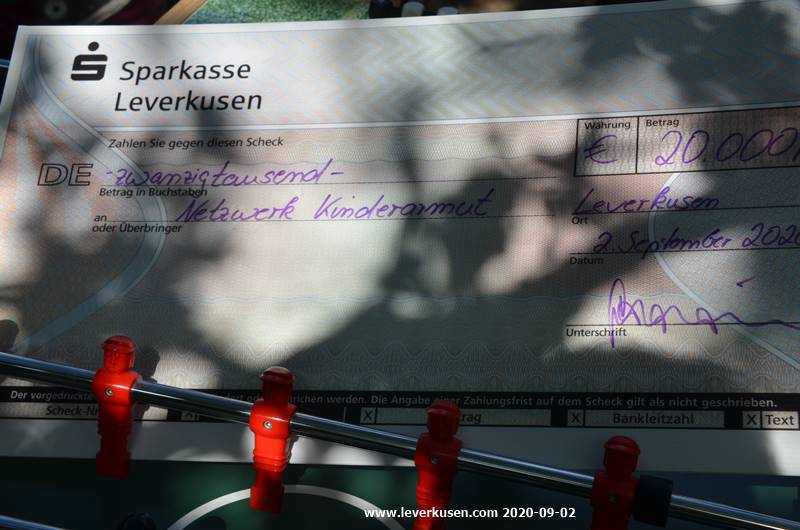 Sparkasse
Leverkusen
Zahlen Sie gegen diesen Scheck
Währung
Betrag
€
20.000,
DE
-zwanzigtausend-
Betrag in Buchstaben
Netzwerk Kinderarmut
an
oder Überbringer
Leverkusen
Ort
2. September 2020
Datum
Unterschrift
Der vorgedruckte richen werden. Die Angabe einer Zahlungsfrist auf dem Scheck gilt als nicht geschrieben.
Scheck-Nr X X X Bankleitzahl X Text
www.leverkusen.com 2020-09-02